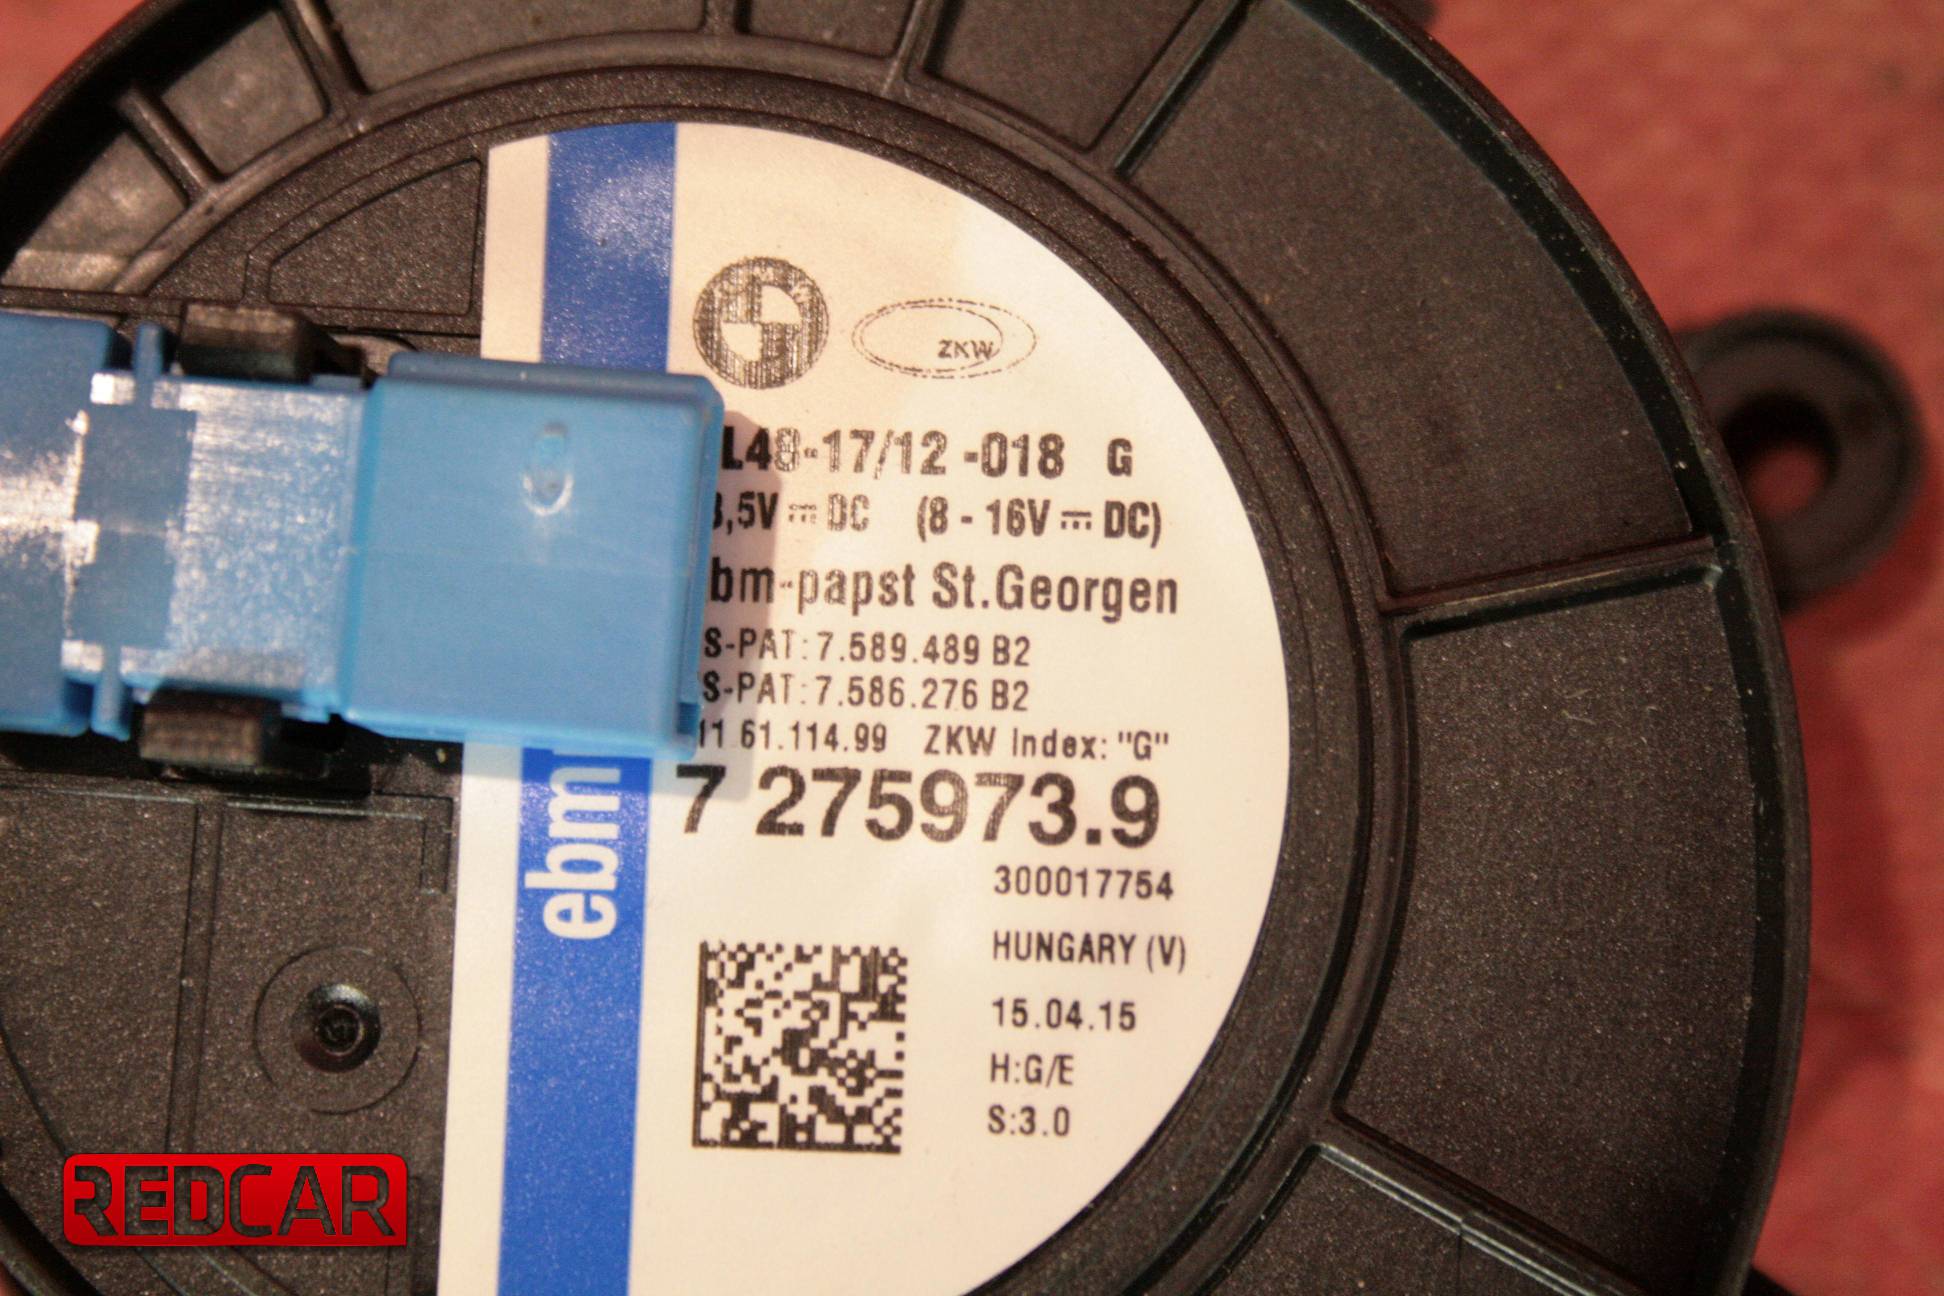 ZKW
L48-17/12 -018 G
,5V ⎓ DC (8 - 16V ⎓ DC)
bm-papst St.Georgen
S-PAT:7.589.489 B2
S-PAT:7.586.276 B2
11 61.114.99 ZKW Index: "G"
7 275973.9
300017754
HUNGARY (V)
15.04.15
H:G/E
S:3.0
ebm
REDCAR